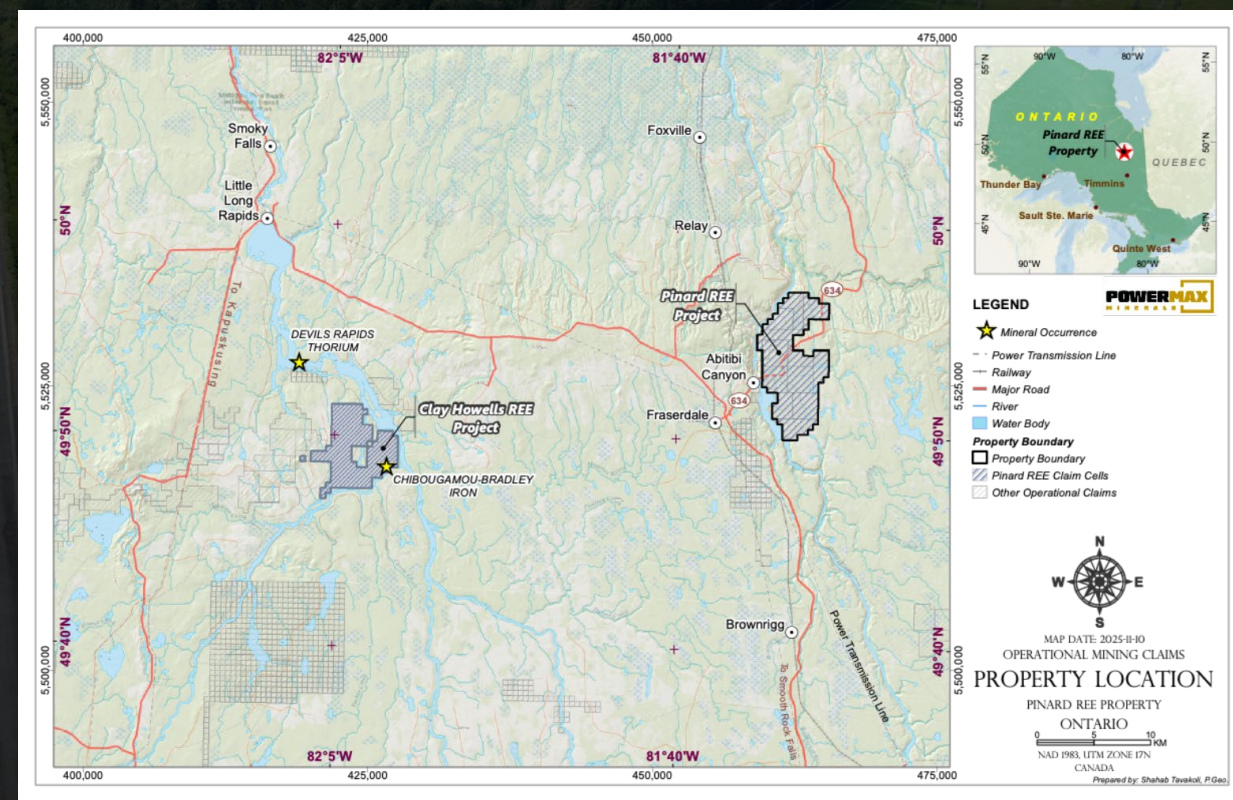 400,000
425,000
450,000
475,000
82°5'W
81°40'W
5,550,000
5,550,000
Smoky
Falls
Foxville
Little
Long
Rapids
50°N
50°N
Relay
To Kapuskusing
634
Pinard REE
Project
DEVILS RAPIDS
THORIUM
Abitibi
Canyon
5,525,000
5,525,000
634
Clay Howells REE
Project
Fraserdale
49°50'N
49°50'N
CHIBOUGAMOU-BRADLEY
IRON
Brownrigg
Power Transmission Line
49°40'N
49°40'N
5,500,000
5,500,000
To Smooth Rock Falls
82°5'W
81°40'W
400,000
425,000
450,000
475,000
90°W
80°W
55°N
55°N
ONTARIO
Pinard REE
Property
50°N
50°N
QUEBEC
Thunder Bay
Timmins
Sault Ste. Marie
45°N
45°N
Quinte West
90°W
80°W
POWERMAX
MINERALS
LEGEND
Mineral Occurrence
Power Transmission Line
Railway
Major Road
River
Water Body
Property Boundary
Property Boundary
Pinard REE Claim Cells
Other Operational Claims
N
W
E
S
MAP DATE: 2025-11-10
OPERATIONAL MINING CLAIMS
PROPERTY LOCATION
PINARD REE PROPERTY
ONTARIO
0 5 10
KM
NAD 1983, UTM ZONE 17N
CANADA
Prepared by: Shahab Tavakoli, P.Geo.